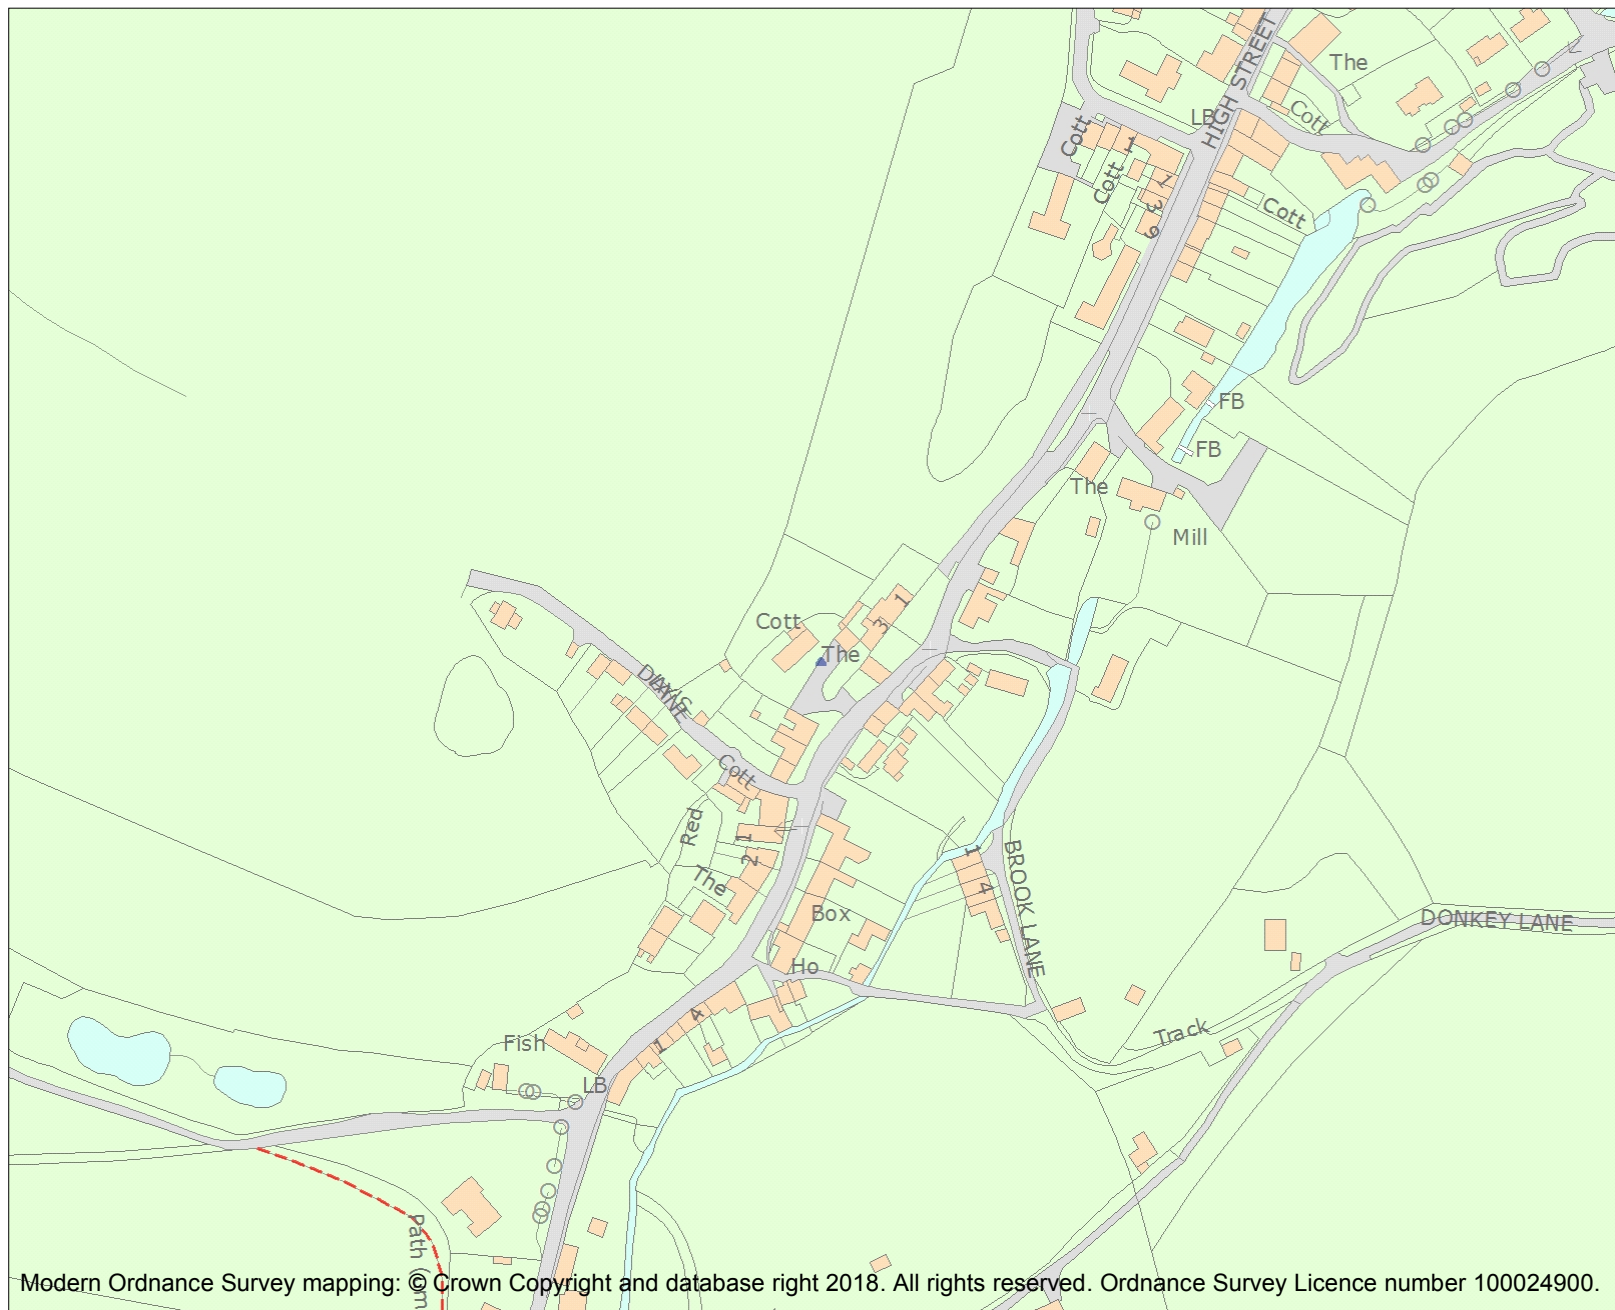 HIGH STREET
The
LB
Cott
Cott
1
Cott
1
3
9
Cott
FB
FB
The
Mill
1
Cott
3
The
DAVIS
LANE
Cott
Red
1
2
The
1
4
BROOK LANE
Box
DONKEY LANE
Ho
4
Track
Fish
1
LB
Path (um
Modern Ordnance Survey mapping: © Crown Copyright and database right 2018. All rights reserved. Ordnance Survey Licence number 100024900.